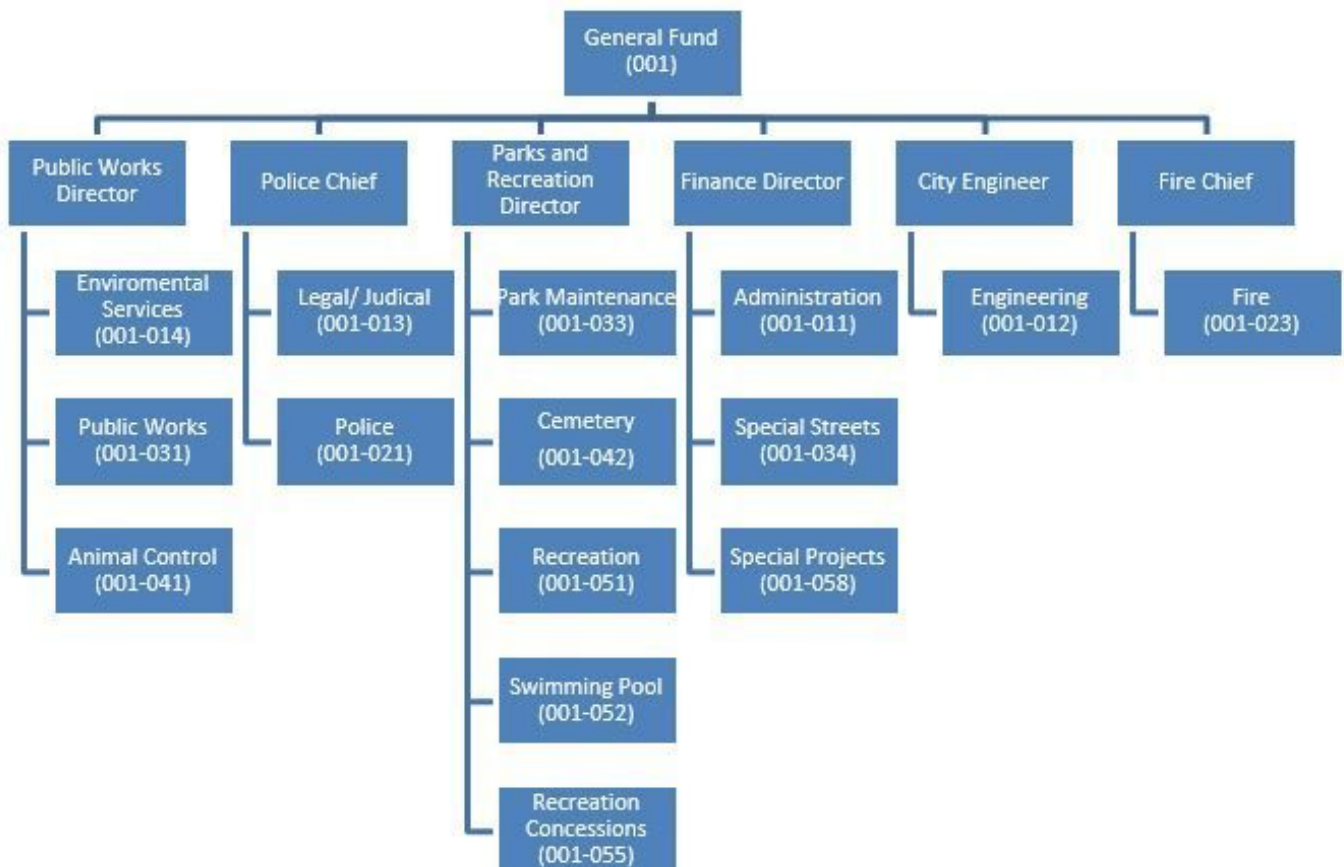 General Fund
(001)
Public Works
Director
Police Chief
Parks and
Recreation
Director
Finance Director
City Engineer
Fire Chief
Enviromental
Services
(001-014)
Legal/ Judical
(001-013)
Park Maintenance
(001-033)
Administration
(001-011)
Engineering
(001-012)
Fire
(001-023)
Public Works
(001-031)
Police
(001-021)
Cemetery
(001-042)
Special Streets
(001-034)
Animal Control
(001-041)
Recreation
(001-051)
Special Projects
(001-058)
Swimming Pool
(001-052)
Recreation
Concessions
(001-055)